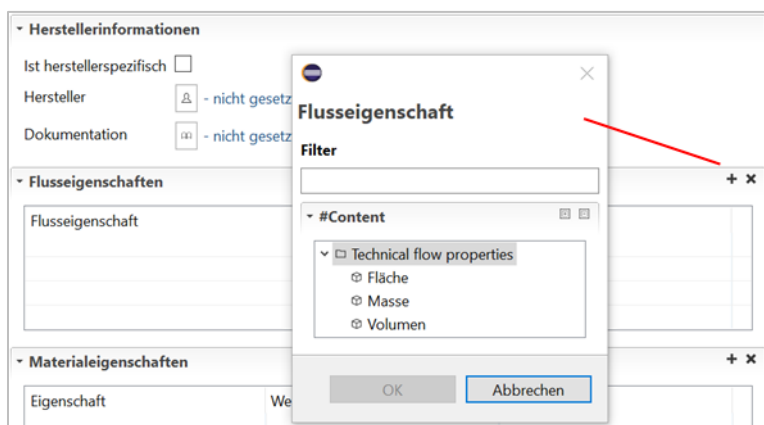 Herstellerinformationen
Ist herstellerspezifisch
Hersteller - nicht gesetz
Dokumentation - nicht gesetz
Flusseigenschaften
Flusseigenschaft
Materialeigenschaften
Eigenschaft We
Flusseigenschaft
Filter
#Content
Technical flow properties
Fläche
Masse
Volumen
OK Abbrechen